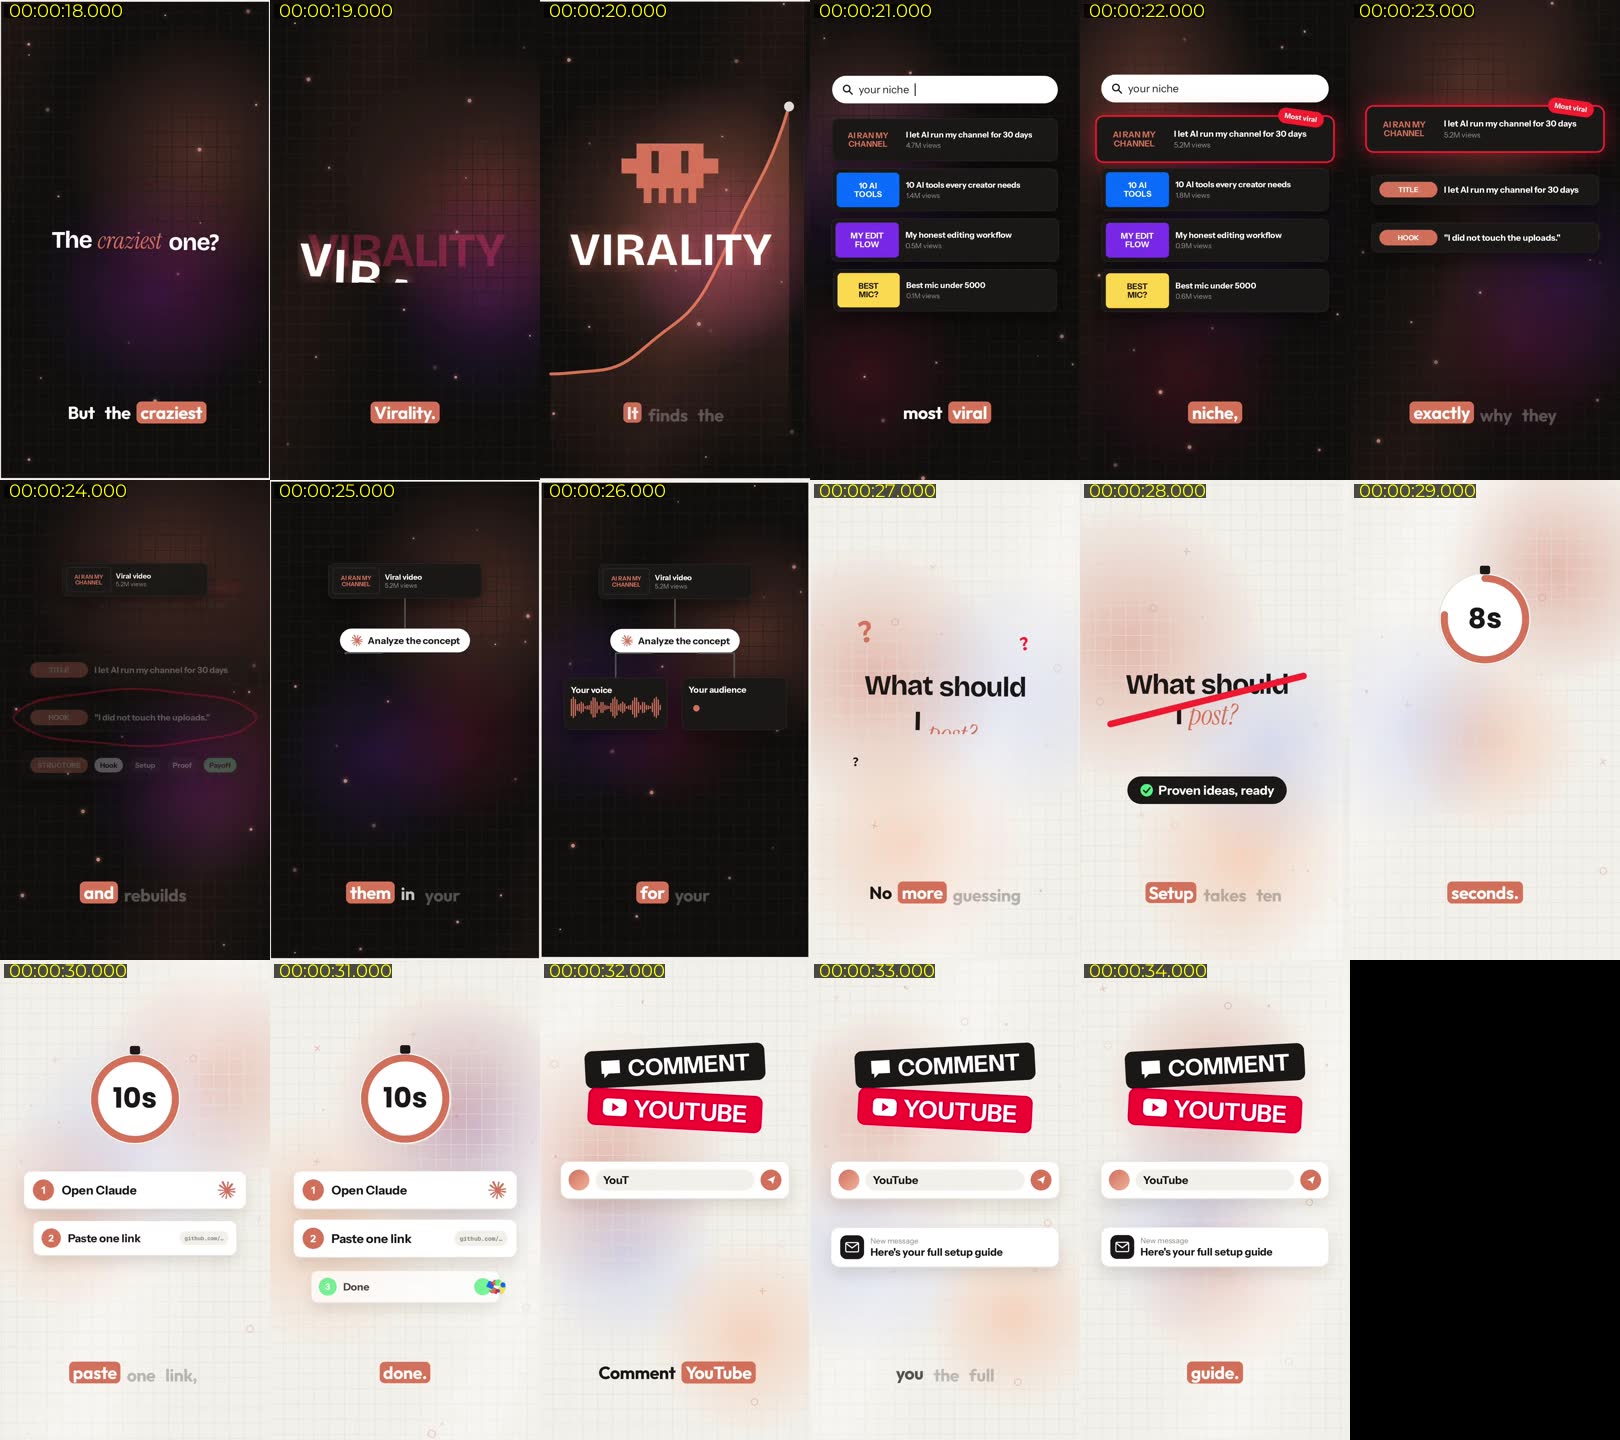 00:00:18.000
The craziest one?
But the craziest
00:00:19.000
VIRALITY
VIRA
Virality.
00:00:20.000
VIRALITY
It finds the
00:00:21.000
your niche
AI RAN MY
CHANNEL
I let AI run my channel for 30 days
4.7M views
10 AI
TOOLS
10 AI tools every creator needs
1.4M views
MY EDIT
FLOW
My honest editing workflow
0.5M views
BEST
MIC?
Best mic under 5000
0.1M views
most viral
00:00:22.000
your niche
Most viral
AI RAN MY
CHANNEL
I let AI run my channel for 30 days
5.2M views
10 AI
TOOLS
10 AI tools every creator needs
1.8M views
MY EDIT
FLOW
My honest editing workflow
0.9M views
BEST
MIC?
Best mic under 5000
0.6M views
niche,
00:00:23.000
Most viral
AI RAN MY
CHANNEL
I let AI run my channel for 30 days
5.2M views
TITLE
I let AI run my channel for 30 days
HOOK
"I did not touch the uploads."
exactly why they
00:00:24.000
AI RAN MY
CHANNEL
Viral video
5.2M views
TITLE
I let AI run my channel for 30 days
HOOK
"I did not touch the uploads."
STRUCTURE
Hook
Setup
Proof
Payoff
and rebuilds
00:00:25.000
AI RAN MY
CHANNEL
Viral video
5.2M views
Analyze the concept
them in your
00:00:26.000
AI RAN MY
CHANNEL
Viral video
5.2M views
Analyze the concept
Your voice
Your audience
for your
00:00:27.000
?
?
What should
I post?
?
No more guessing
00:00:28.000
What should
I post?
Proven ideas, ready
Setup takes ten
00:00:29.000
8s
seconds.
00:00:30.000
10s
1 Open Claude
2 Paste one link
github.com/…
paste one link,
00:00:31.000
10s
1 Open Claude
2 Paste one link
github.com/…
3 Done
done.
00:00:32.000
COMMENT
YOUTUBE
YouT
Comment YouTube
00:00:33.000
COMMENT
YOUTUBE
YouTube
New message
Here's your full setup guide
you the full
00:00:34.000
COMMENT
YOUTUBE
YouTube
New message
Here's your full setup guide
guide.